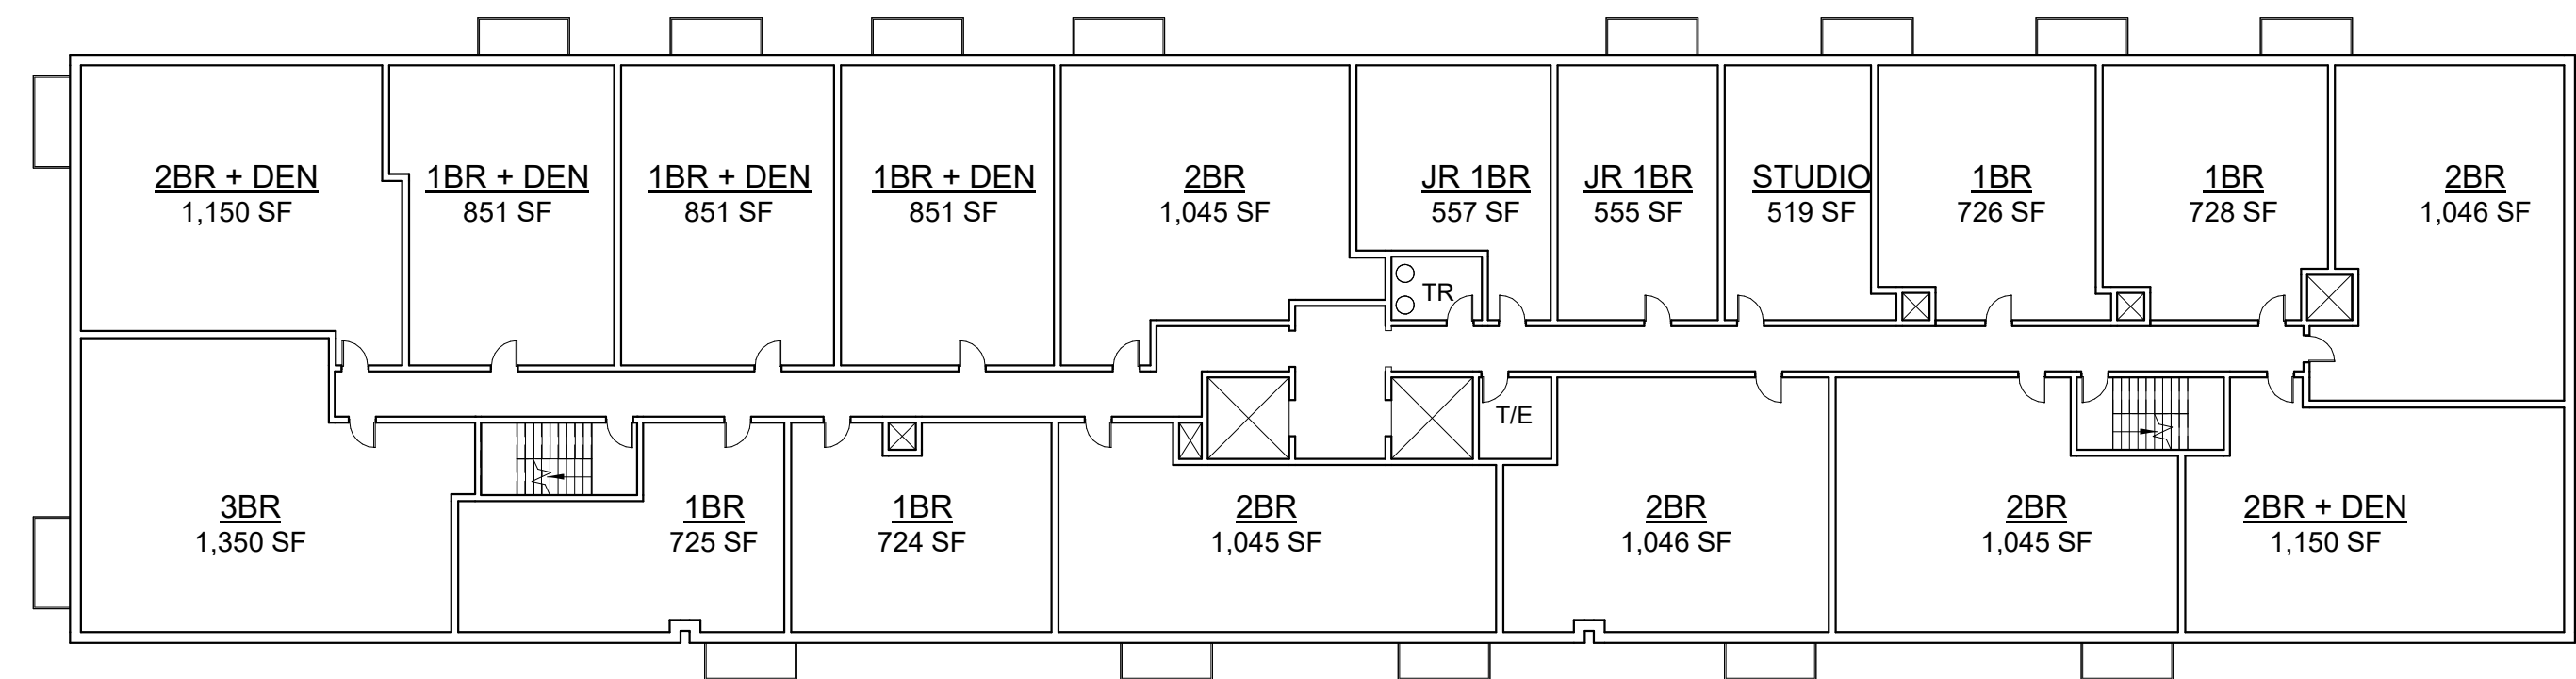 2BR + DEN
1,150 SF
1BR + DEN
851 SF
1BR + DEN
851 SF
1BR + DEN
851 SF
2BR
1,045 SF
JR 1BR
557 SF
JR 1BR
555 SF
STUDIO
519 SF
1BR
726 SF
1BR
728 SF
2BR
1,046 SF
TR
T/E
3BR
1,350 SF
1BR
725 SF
1BR
724 SF
2BR
1,045 SF
2BR
1,046 SF
2BR
1,045 SF
2BR + DEN
1,150 SF